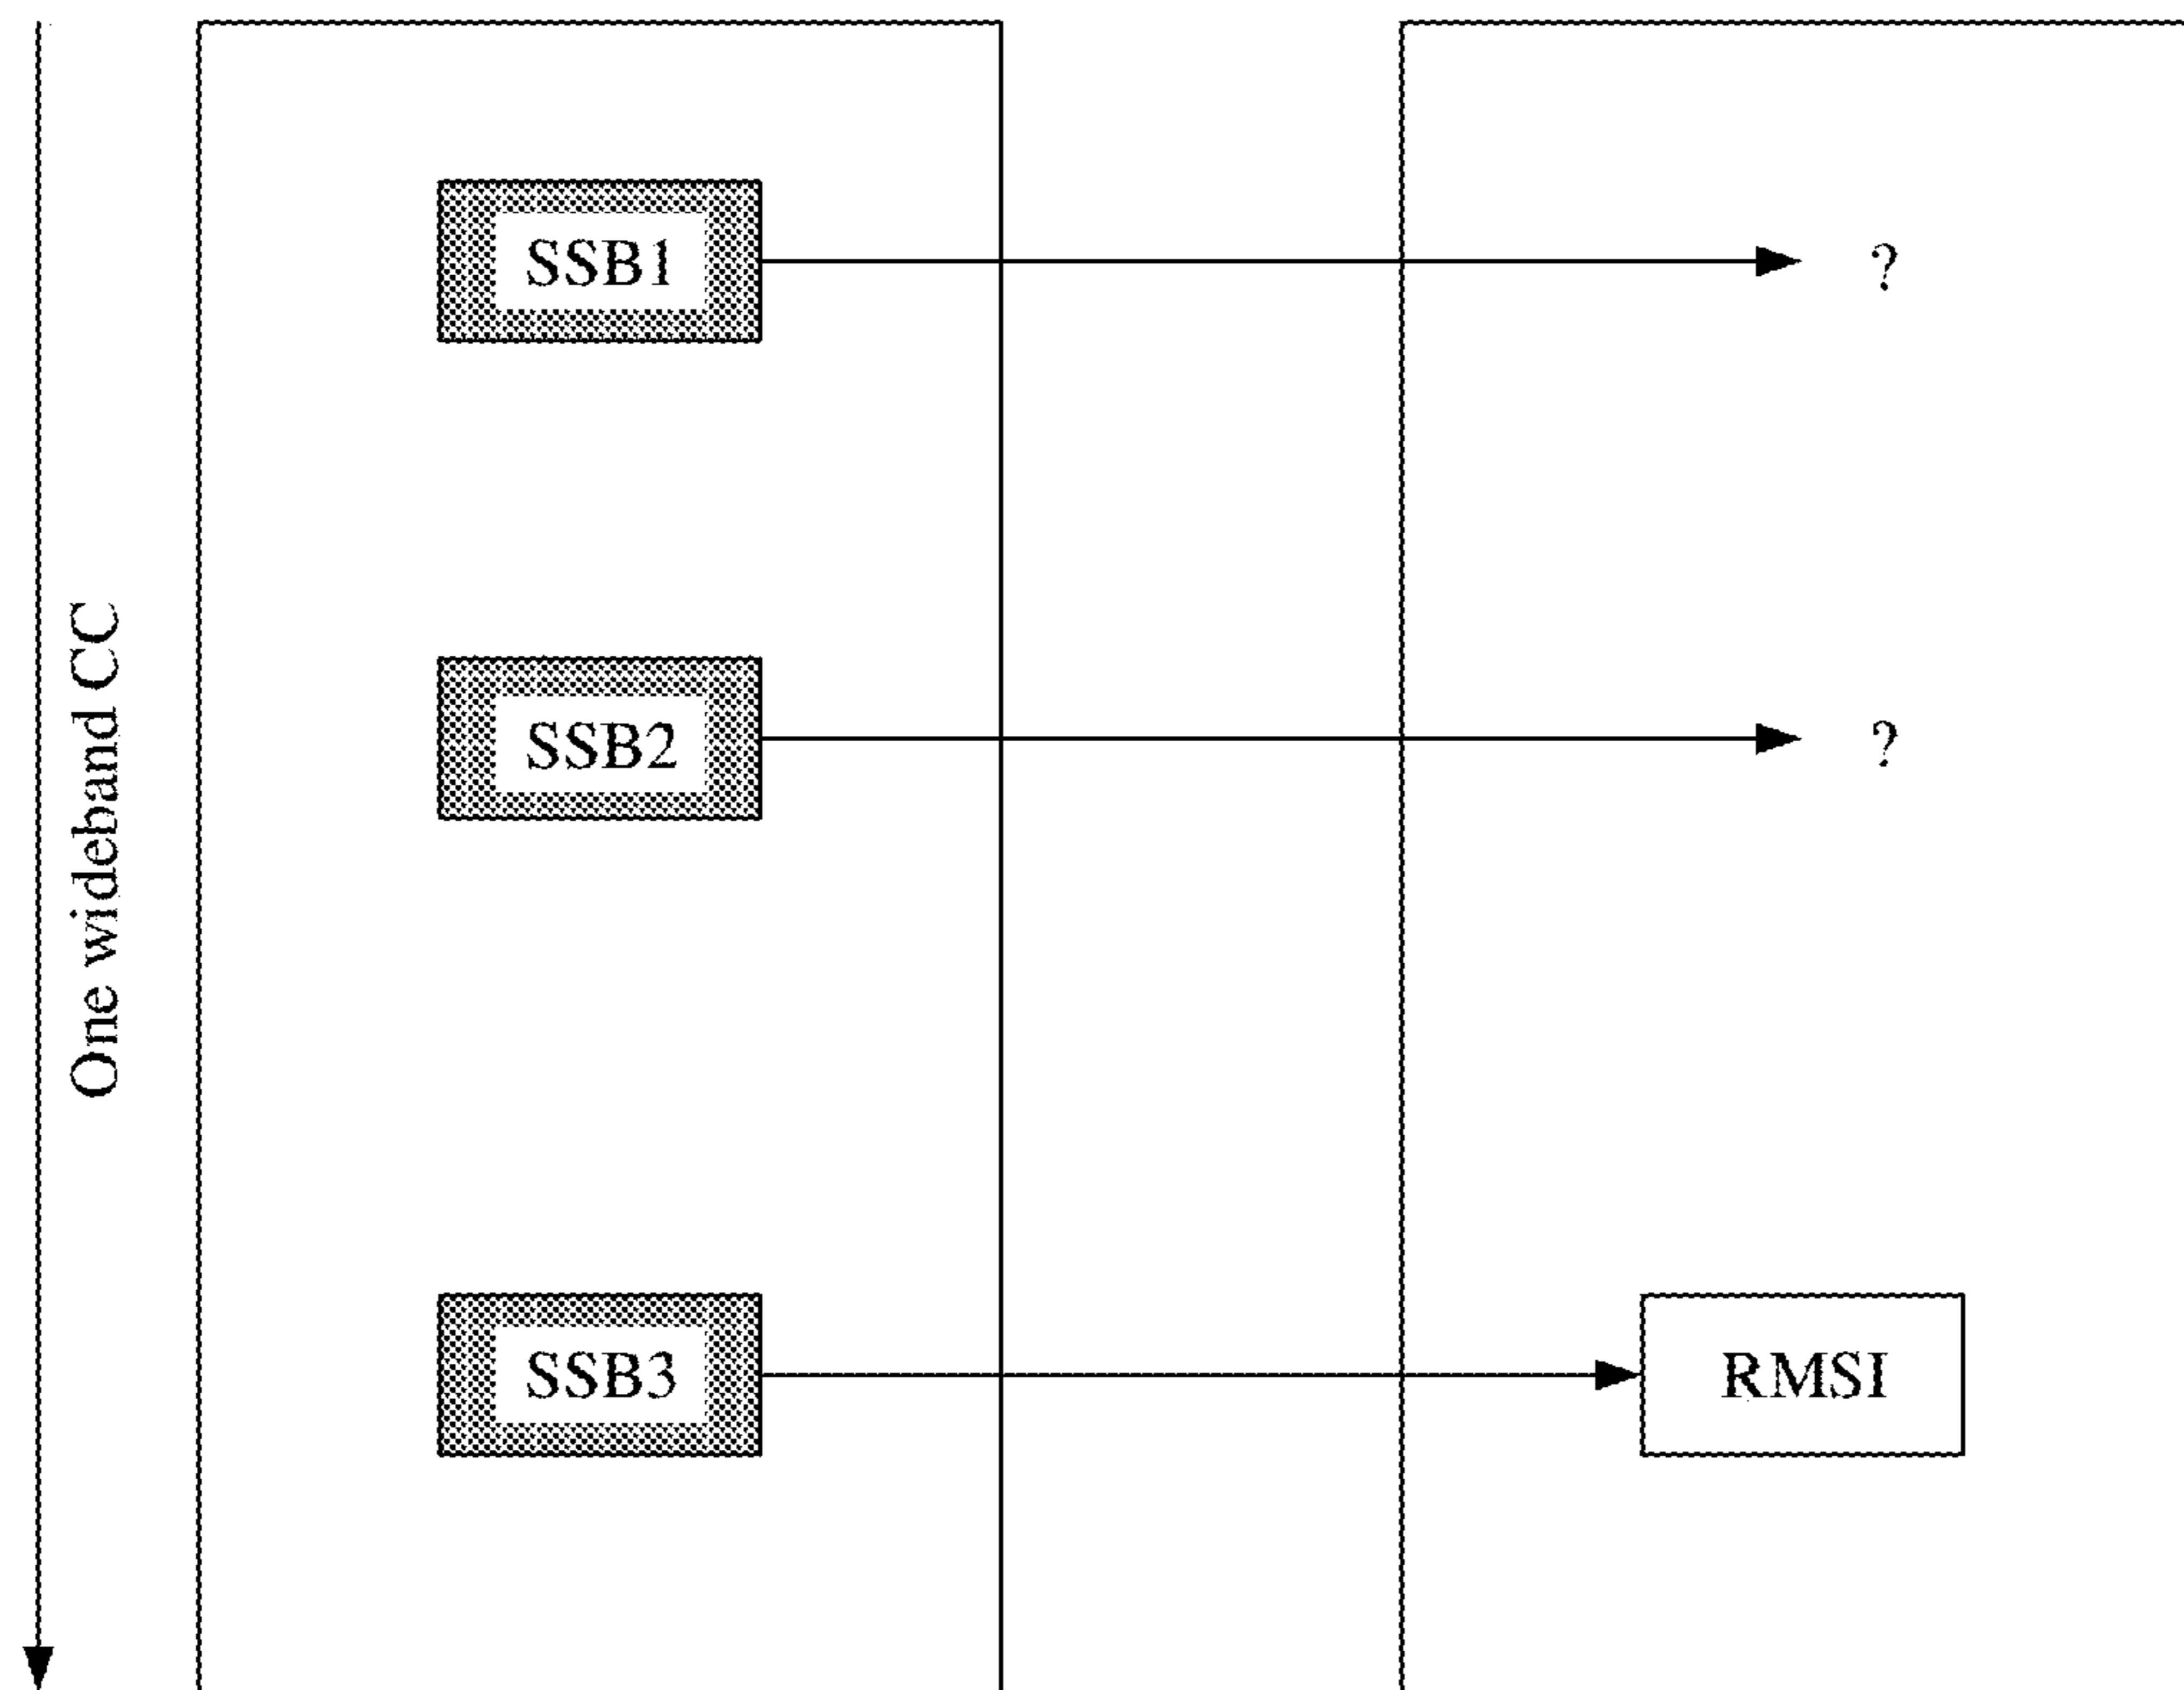 One wideband CC
SSB1
?
SSB2
?
SSB3
RMSI